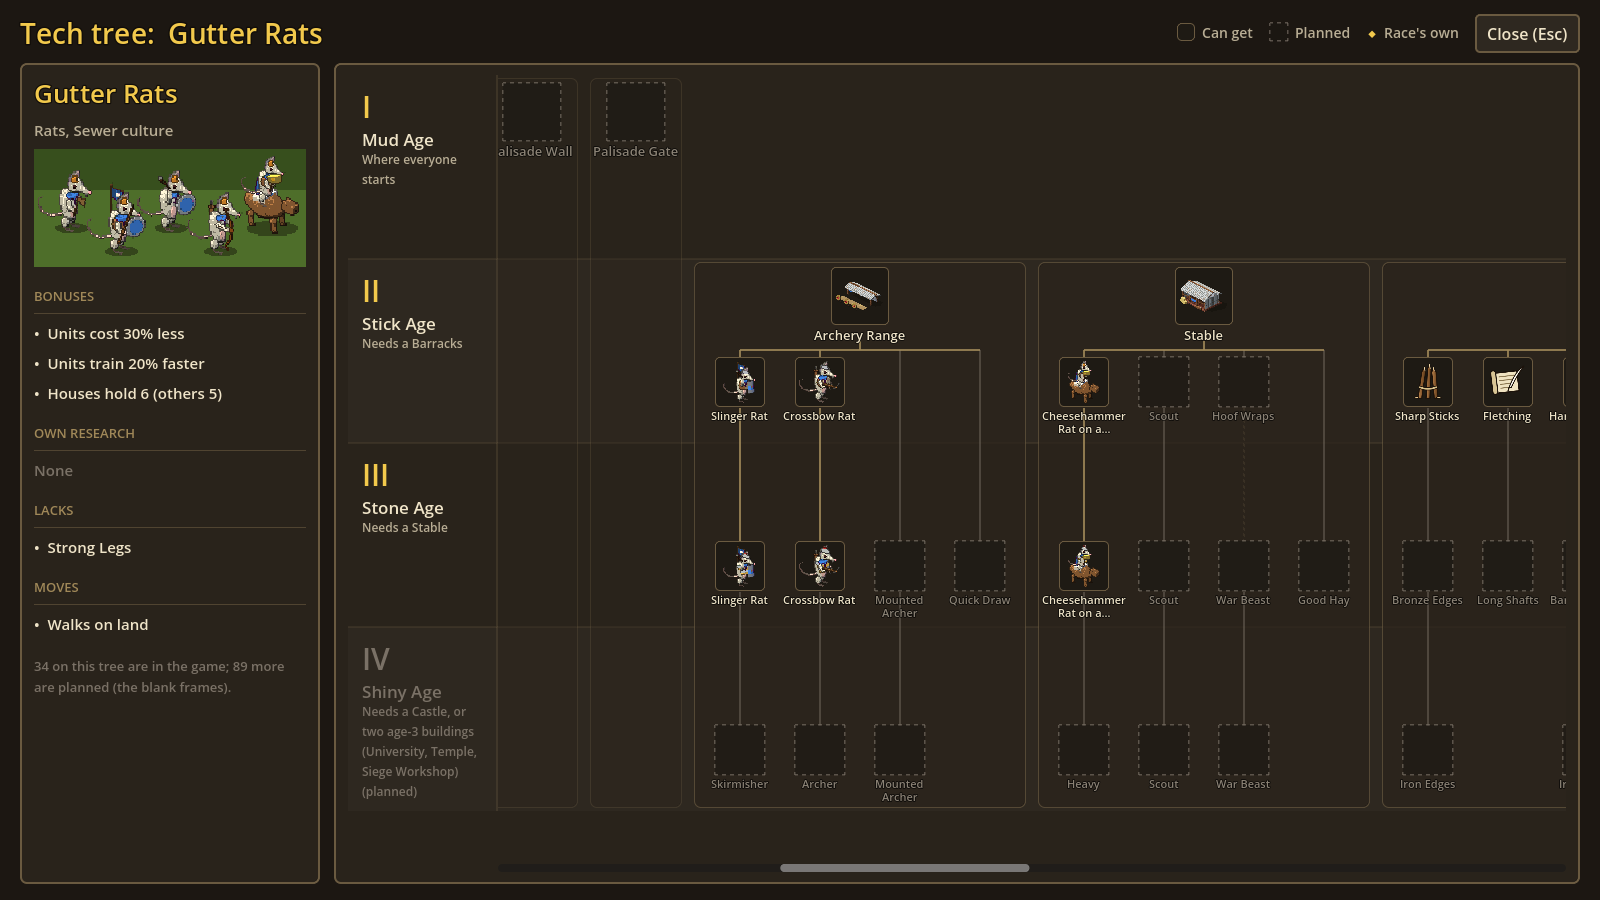 Tech tree: Gutter Rats
Can get
Planned
Race's own
Close (Esc)
Gutter Rats
Rats, Sewer culture
BONUSES
• Units cost 30% less
• Units train 20% faster
• Houses hold 6 (others 5)
OWN RESEARCH
None
LACKS
• Strong Legs
MOVES
• Walks on land
34 on this tree are in the game; 89 more
are planned (the blank frames).
I
Mud Age
Where everyone
starts
alisade Wall
Palisade Gate
II
Stick Age
Needs a Barracks
Archery Range
Stable
Slinger Rat
Crossbow Rat
Cheesehammer
Rat on a...
Scout
Hoof Wraps
Sharp Sticks
Fletching
Har
III
Stone Age
Needs a Stable
Slinger Rat
Crossbow Rat
Mounted
Archer
Quick Draw
Cheesehammer
Rat on a...
Scout
War Beast
Good Hay
Bronze Edges
Long Shafts
Bar
IV
Shiny Age
Needs a Castle, or
two age-3 buildings
(University, Temple,
Siege Workshop)
(planned)
Skirmisher
Archer
Mounted
Archer
Heavy
Scout
War Beast
Iron Edges